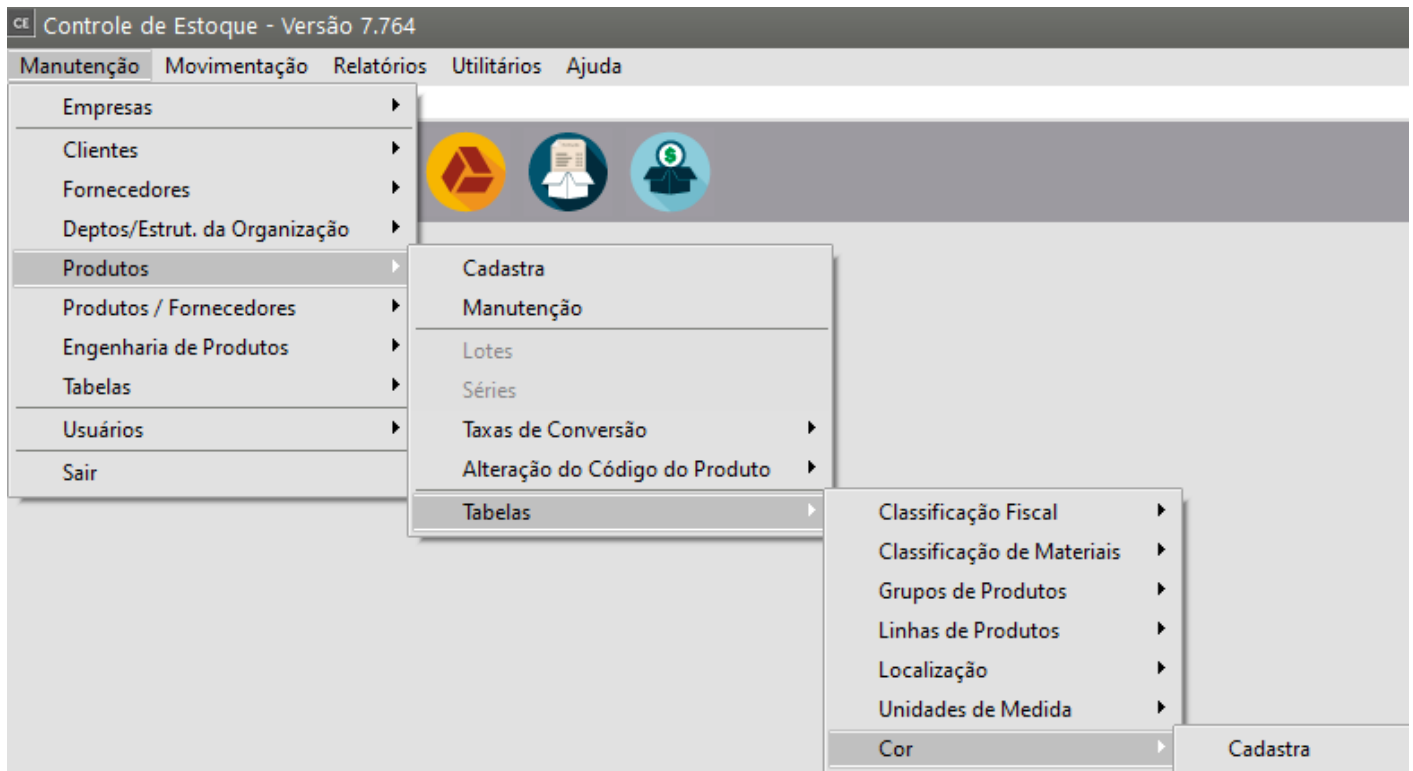 CE Controle de Estoque - Versão 7.764
Manutenção Movimentação Relatórios Utilitários Ajuda
Empresas
Clientes
Fornecedores
Deptos/Estrut. da Organização
Produtos
Produtos / Fornecedores
Engenharia de Produtos
Tabelas
Usuários
Sair
Cadastra
Manutenção
Lotes
Séries
Taxas de Conversão
Alteração do Código do Produto
Tabelas
Classificação Fiscal
Classificação de Materiais
Grupos de Produtos
Linhas de Produtos
Localização
Unidades de Medida
Cor
Cadastra